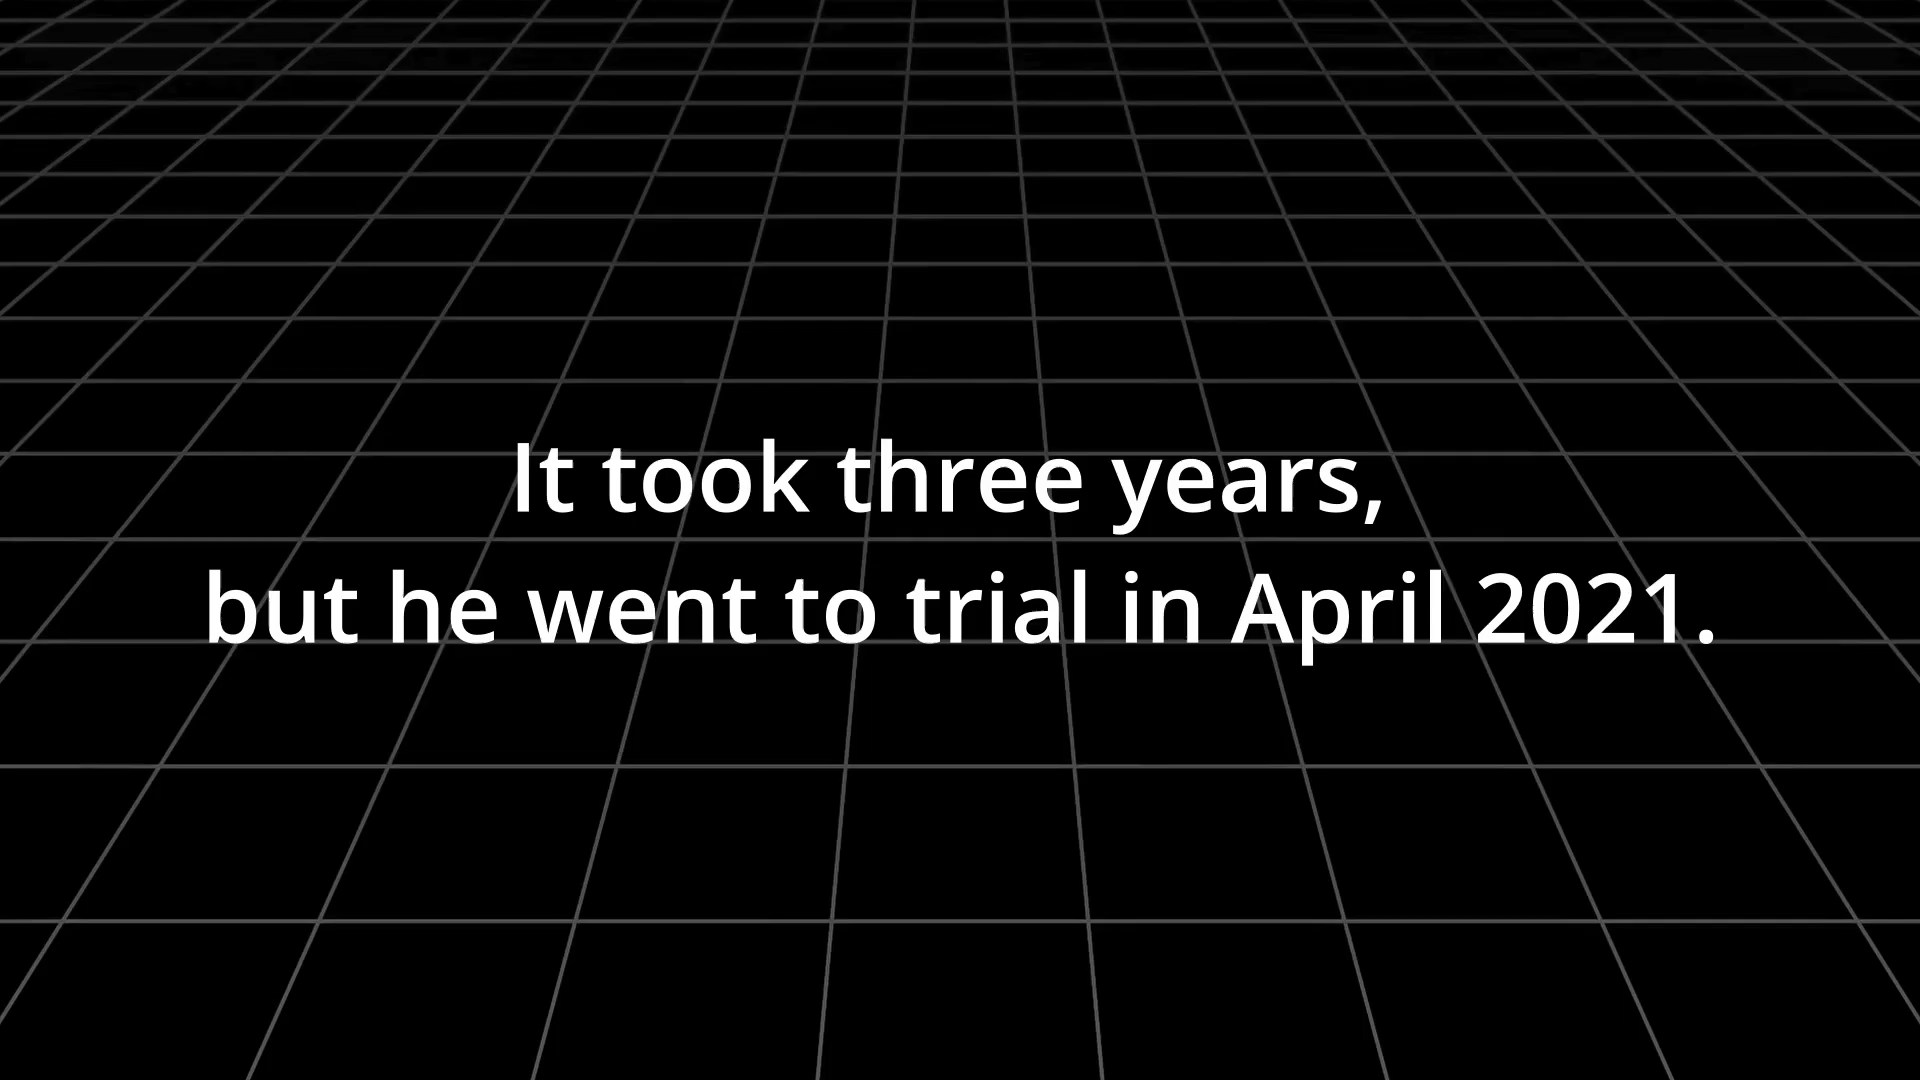 It took three years,
but he went to trial in April 2021.